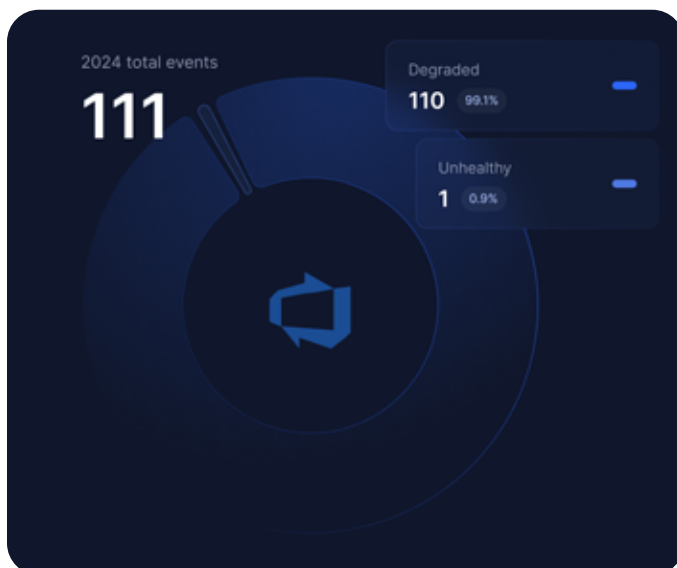 2024 total events
111
Degraded
110 99.1%
Unhealthy
1 0.9%